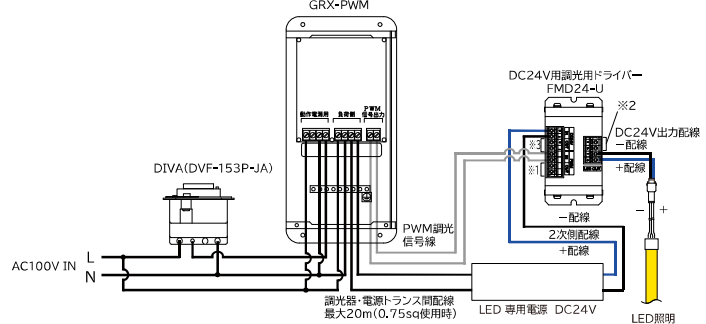 GRX-PWM
動作電源用 負荷側 PWM
信号出力
DC24V用調光用ドライバー
FMD24-U
※2
DC24V出力配線
-配線
+配線
※3
※1
LED OUT
DIVA(DVF-153P-JA)
AC100V IN
L
N
PWM調光
信号線
-配線
2次側配線
+配線
- +
調光器・電源トランス間配線
最大20m(0.75sq使用時)
LED 専用電源 DC24V
LED照明